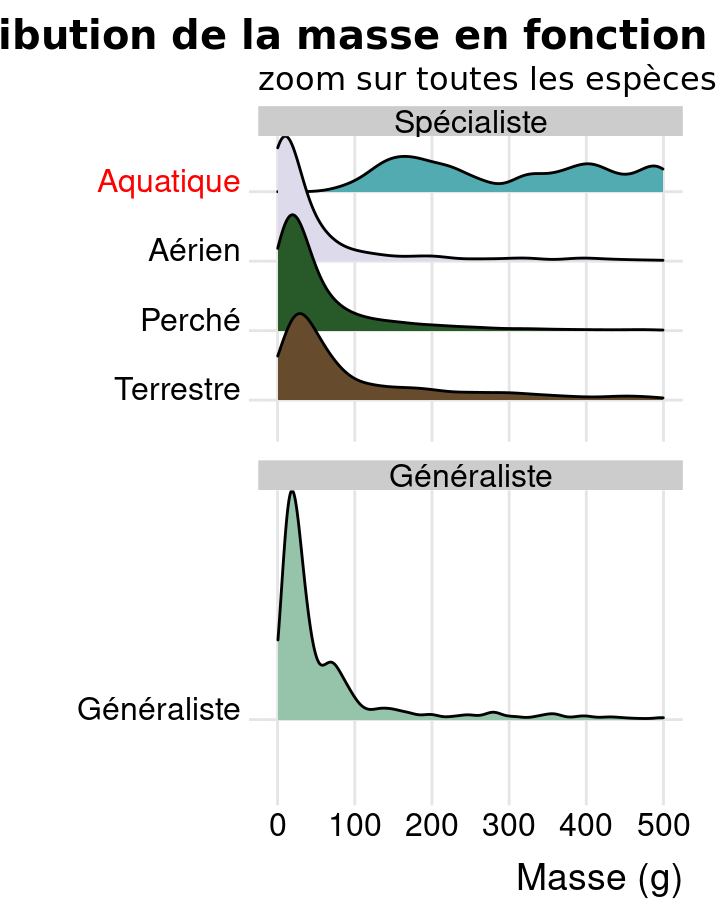 ibution de la masse en fonction
zoom sur toutes les espèces
Spécialiste
Aquatique
Aérien
Perché
Terrestre
Généraliste
Généraliste
0 100 200 300 400 500
Masse (g)